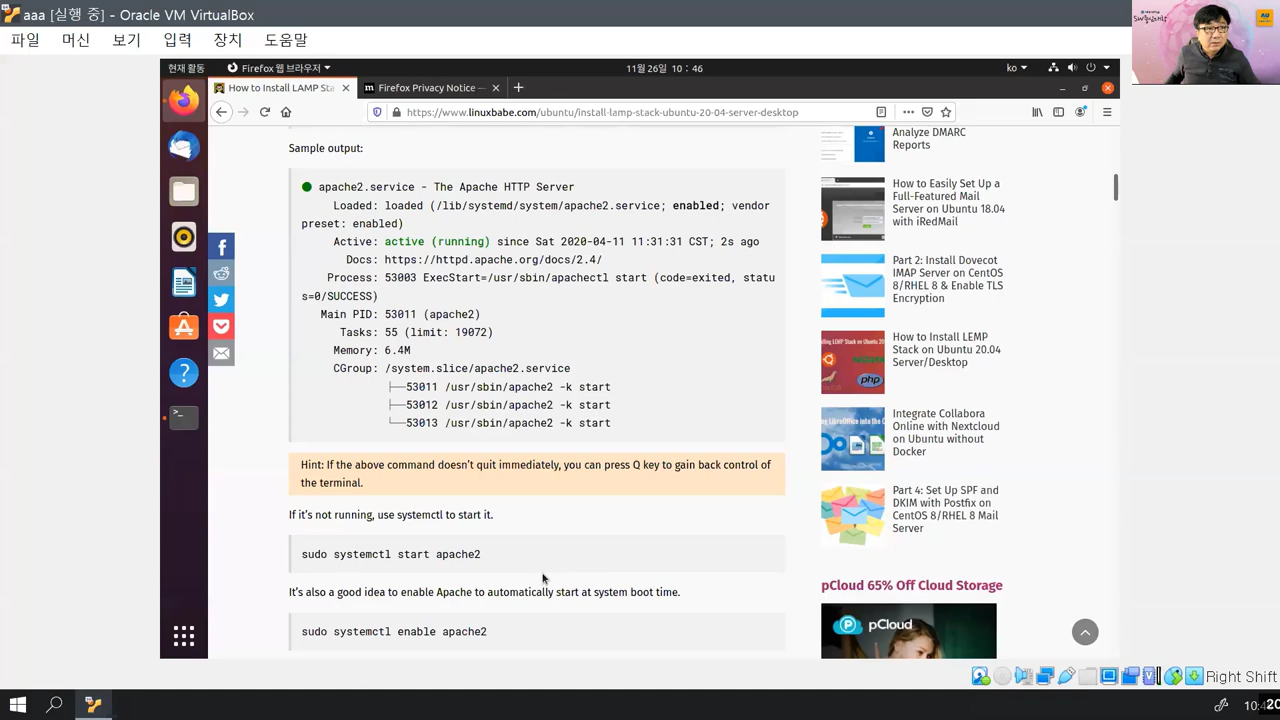 aaa [실행 중] - Oracle VM VirtualBox
파일 머신 보기 입력 장치 도움말
현재 활동 Firefox 웹 브라우저 11월 26일 10 : 46 ko
How to Install LAMP Sta
Firefox Privacy Notice —
https://www.linuxbabe.com/ubuntu/install-lamp-stack-ubuntu-20-04-server-desktop
Sample output:
apache2.service - The Apache HTTP Server
Loaded: loaded (/lib/systemd/system/apache2.service; enabled; vendor
preset: enabled)
Active: active (running) since Sat 2020-04-11 11:31:31 CST; 2s ago
Docs: https://httpd.apache.org/docs/2.4/
Process: 53003 ExecStart=/usr/sbin/apachectl start (code=exited, statu
s=0/SUCCESS)
Main PID: 53011 (apache2)
Tasks: 55 (limit: 19072)
Memory: 6.4M
CGroup: /system.slice/apache2.service
├─53011 /usr/sbin/apache2 -k start
├─53012 /usr/sbin/apache2 -k start
└─53013 /usr/sbin/apache2 -k start
Hint: If the above command doesn't quit immediately, you can press Q key to gain back control of
the terminal.
If it's not running, use systemctl to start it.
sudo systemctl start apache2
It's also a good idea to enable Apache to automatically start at system boot time.
sudo systemctl enable apache2
Analyze DMARC
Reports
How to Easily Set Up a
Full-Featured Mail
Server on Ubuntu 18.04
with iRedMail
Part 2: Install Dovecot
IMAP Server on CentOS
8/RHEL 8 & Enable TLS
Encryption
How to Install LEMP
Stack on Ubuntu 20.04
Server/Desktop
php
Integrate Collabora
Online with Nextcloud
on Ubuntu without
Docker
Part 4: Set Up SPF and
DKIM with Postfix on
CentOS 8/RHEL 8 Mail
Server
pCloud 65% Off Cloud Storage
pCloud
Right Shift